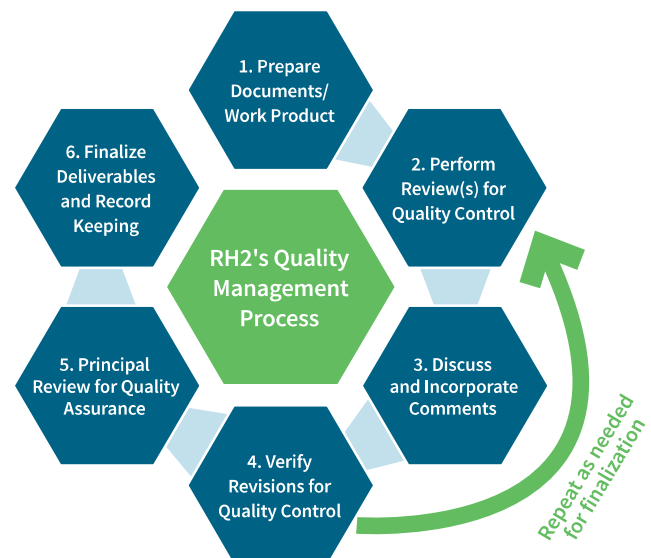 1. Prepare
Documents/
Work Product
2. Perform
Review(s) for
Quality Control
3. Discuss
and Incorporate
Comments
4. Verify
Revisions for
Quality Control
5. Principal
Review for Quality
Assurance
6. Finalize
Deliverables
and Record
Keeping
RH2's Quality
Management
Process
Repeat as needed
for finalization